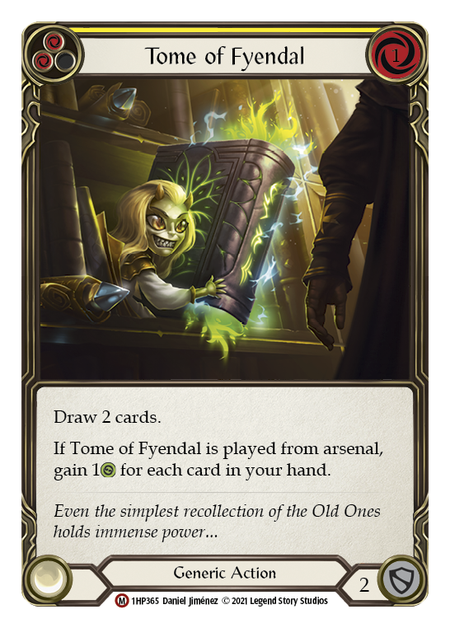 Tome of Fyendal
1
Draw 2 cards.
If Tome of Fyendal is played from arsenal,
gain 1 for each card in your hand.
Even the simplest recollection of the Old Ones
holds immense power...
Generic Action
2
M 1HP365 Daniel Jiménez © 2021 Legend Story Studios